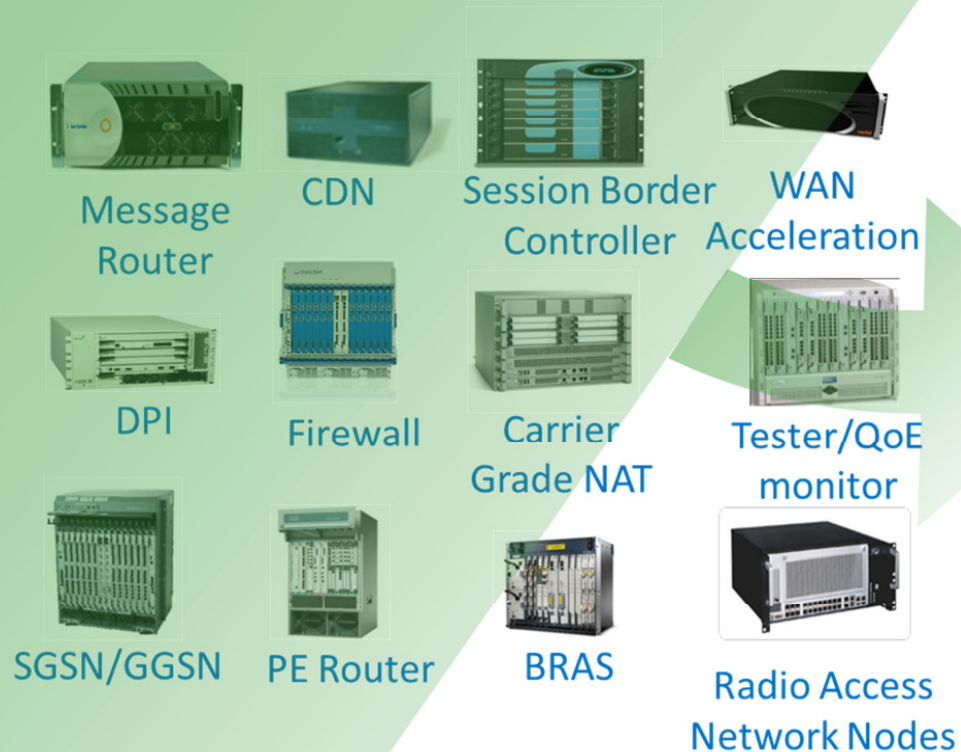 Message
Router
CDN
Session Border
Controller
WAN
Acceleration
DPI
Firewall
Carrier
Grade NAT
Tester/QoE
monitor
SGSN/GGSN
PE Router
BRAS
Radio Access
Network Nodes